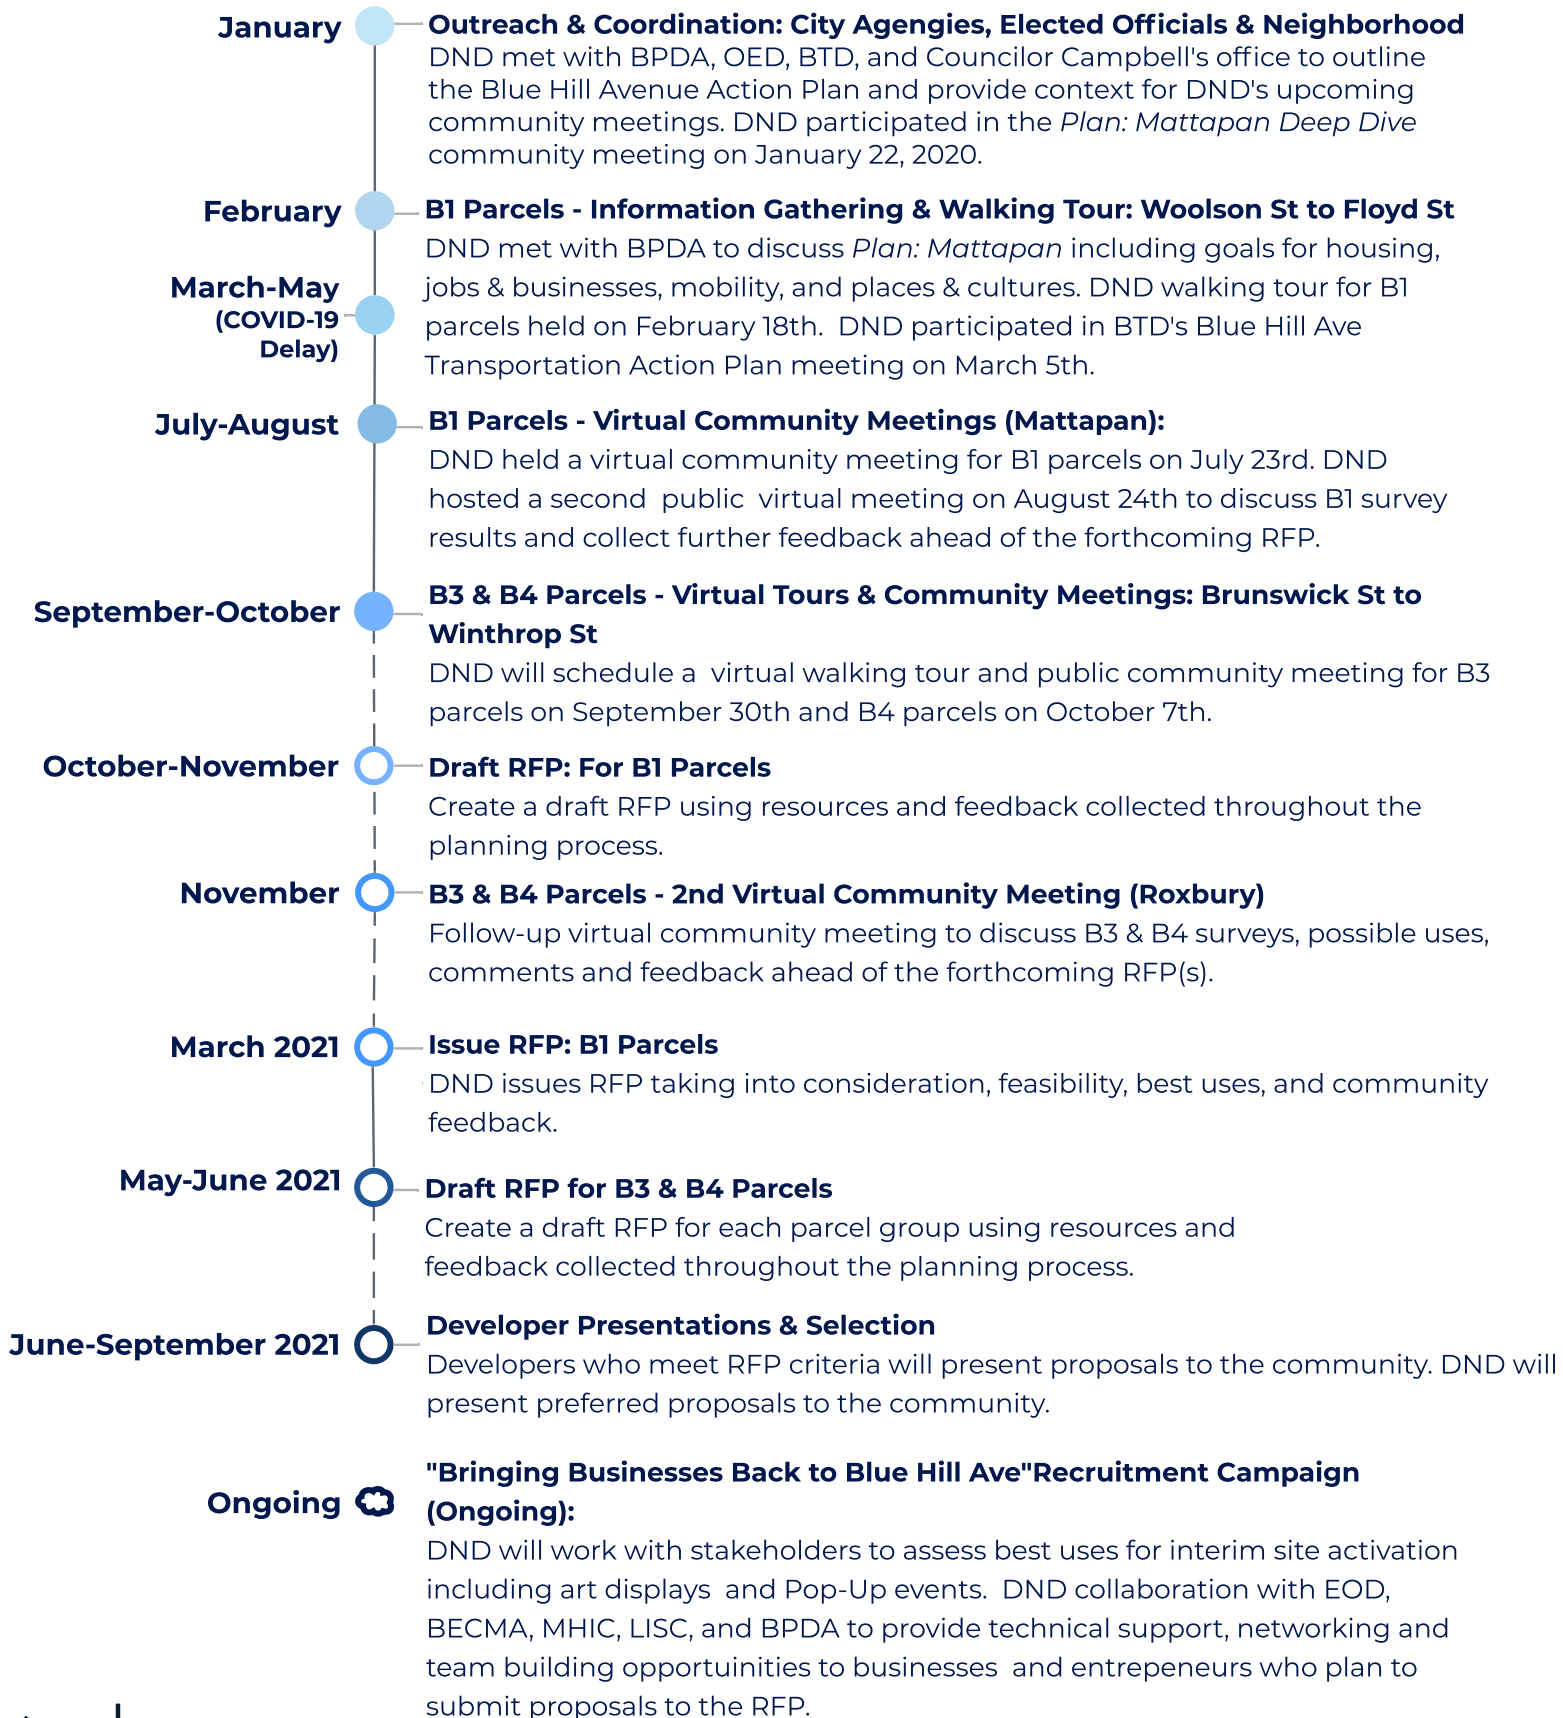 January
Outreach & Coordination: City Agengies, Elected Officials & Neighborhood
DND met with BPDA, OED, BTD, and Councilor Campbell's office to outline
the Blue Hill Avenue Action Plan and provide context for DND's upcoming
community meetings. DND participated in the Plan: Mattapan Deep Dive
community meeting on January 22, 2020.
February
B1 Parcels - Information Gathering & Walking Tour: Woolson St to Floyd St
DND met with BPDA to discuss Plan: Mattapan including goals for housing,
jobs & businesses, mobility, and places & cultures. DND walking tour for B1
parcels held on February 18th.  DND participated in BTD's Blue Hill Ave
Transportation Action Plan meeting on March 5th.
March-May
(COVID-19
Delay)
July-August
B1 Parcels - Virtual Community Meetings (Mattapan):
DND held a virtual community meeting for B1 parcels on July 23rd. DND
hosted a second  public  virtual meeting on August 24th to discuss B1 survey
results and collect further feedback ahead of the forthcoming RFP.
September-October
B3 & B4 Parcels - Virtual Tours & Community Meetings: Brunswick St to
Winthrop St
DND will schedule a  virtual walking tour and public community meeting for B3
parcels on September 30th and B4 parcels on October 7th.
October-November
Draft RFP: For B1 Parcels
Create a draft RFP using resources and feedback collected throughout the
planning process.
November
B3 & B4 Parcels - 2nd Virtual Community Meeting (Roxbury)
Follow-up virtual community meeting to discuss B3 & B4 surveys, possible uses,
comments and feedback ahead of the forthcoming RFP(s).
March 2021
Issue RFP: B1 Parcels
DND issues RFP taking into consideration, feasibility, best uses, and community
feedback.
May-June 2021
Draft RFP for B3 & B4 Parcels
Create a draft RFP for each parcel group using resources and
feedback collected throughout the planning process.
June-September 2021
Developer Presentations & Selection
Developers who meet RFP criteria will present proposals to the community. DND will
present preferred proposals to the community.
Ongoing
"Bringing Businesses Back to Blue Hill Ave"Recruitment Campaign
(Ongoing):
DND will work with stakeholders to assess best uses for interim site activation
including art displays  and Pop-Up events.  DND collaboration with EOD,
BECMA, MHIC, LISC, and BPDA to provide technical support, networking and
team building opportuinities to businesses  and entrepeneurs who plan to
submit proposals to the RFP.